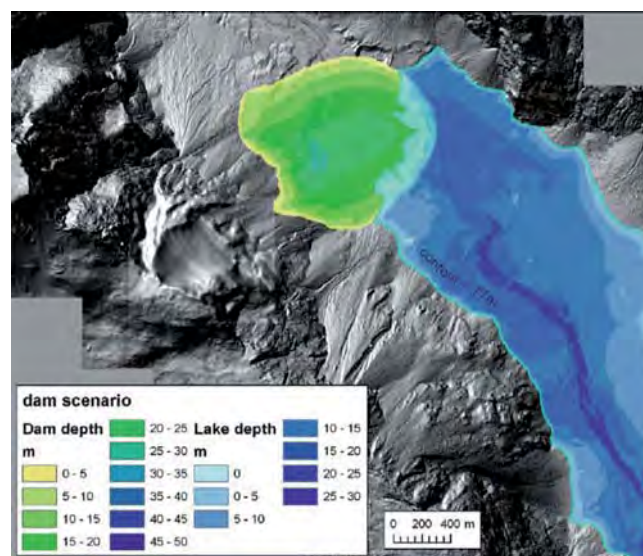 contour
dam scenario
Dam depth
m
0 - 5
5 - 10
10 - 15
15 - 20
20 - 25
25 - 30
30 - 35
35 - 40
40 - 45
45 - 50
Lake depth
m
0
0 - 5
5 - 10
10 - 15
15 - 20
20 - 25
25 - 30
0 200 400 m